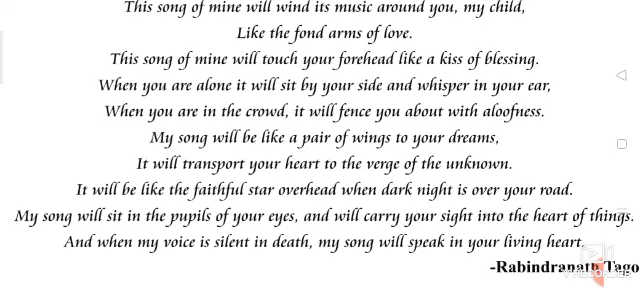 This song of mine will wind its music around you, my child,
Like the fond arms of love.
This song of mine will touch your forehead like a kiss of blessing.
When you are alone it will sit by your side and whisper in your ear,
When you are in the crowd, it will fence you about with aloofness.
My song will be like a pair of wings to your dreams,
It will transport your heart to the verge of the unknown.
It will be like the faithful star overhead when dark night is over your road.
My song will sit in the pupils of your eyes, and will carry your sight into the heart of things.
And when my voice is silent in death, my song will speak in your living heart.
-Rabindranath Tago